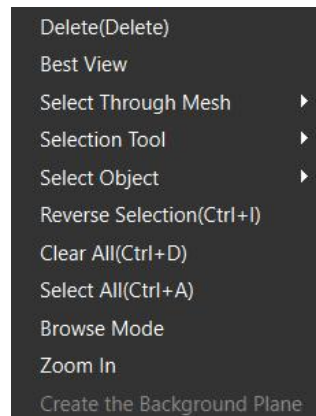 Delete(Delete)
Best View
Select Through Mesh
Selection Tool
Select Object
Reverse Selection(Ctrl+I)
Clear All(Ctrl+D)
Select All(Ctrl+A)
Browse Mode
Zoom In
Create the Background Plane